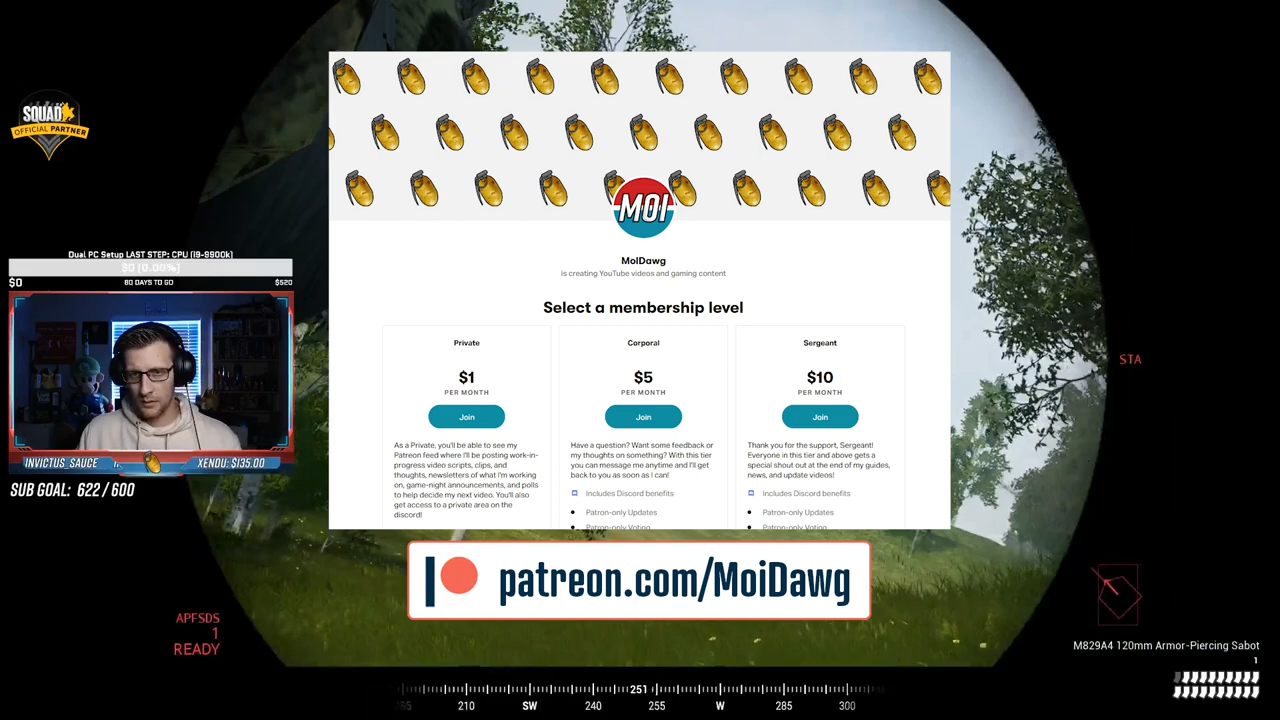 SQUAD
OFFICIAL PARTNER
Dual PC Setup LAST STEP: CPU (i9-9900k)
$0 (0.00%)
$0 80 DAYS TO GO $520
INVICTUS_SAUCE XENDU: $135.00
SUB GOAL: 622 / 600
MOI
MoiDawg
is creating YouTube videos and gaming content
Select a membership level
Private
$1
PER MONTH
Join
As a Private, you'll be able to see my
Patreon feed where I'll be posting work-in-
progress video scripts, clips, and
thoughts, newsletters of what I'm working
on, game-night announcements, and polls
to help decide my next video. You'll also
get access to a private area on the
discord!
Corporal
$5
PER MONTH
Join
Have a question? Want some feedback or
my thoughts on something? With this tier
you can message me anytime and I'll get
back to you as soon as I can!
Includes Discord benefits
Patron-only Updates
Patron-only Voting
Sergeant
$10
PER MONTH
Join
Thank you for the support, Sergeant!
Everyone in this tier and above gets a
special shout out at the end of my guides,
news, and update videos!
Includes Discord benefits
Patron-only Updates
patreon.com/MoiDawg
STA
APFSDS
1
READY
M829A4 120mm Armor-Piercing Sabot
1
251
210 SW 240 255 W 285 300